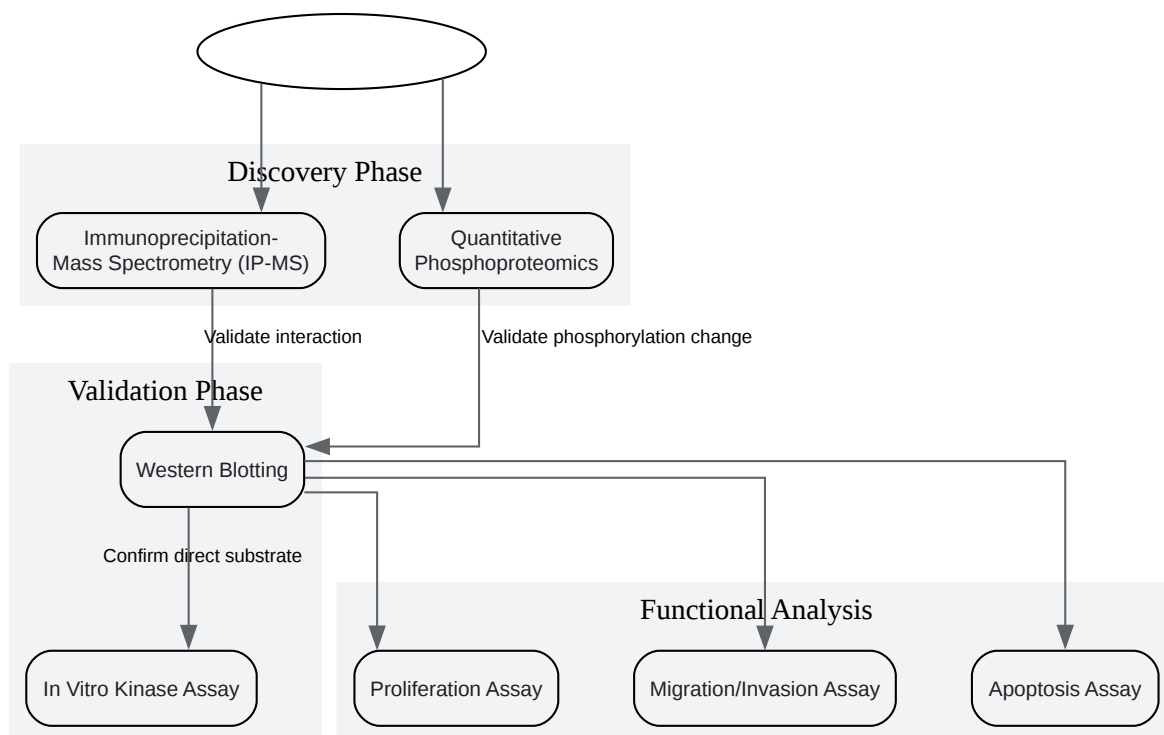 Discovery Phase
Immunoprecipitation-
Mass Spectrometry (IP-MS)
Quantitative
Phosphoproteomics
Validate interaction
Validate phosphorylation change
Validation Phase
Western Blotting
Confirm direct substrate
Functional Analysis
In Vitro Kinase Assay
Proliferation Assay
Migration/Invasion Assay
Apoptosis Assay